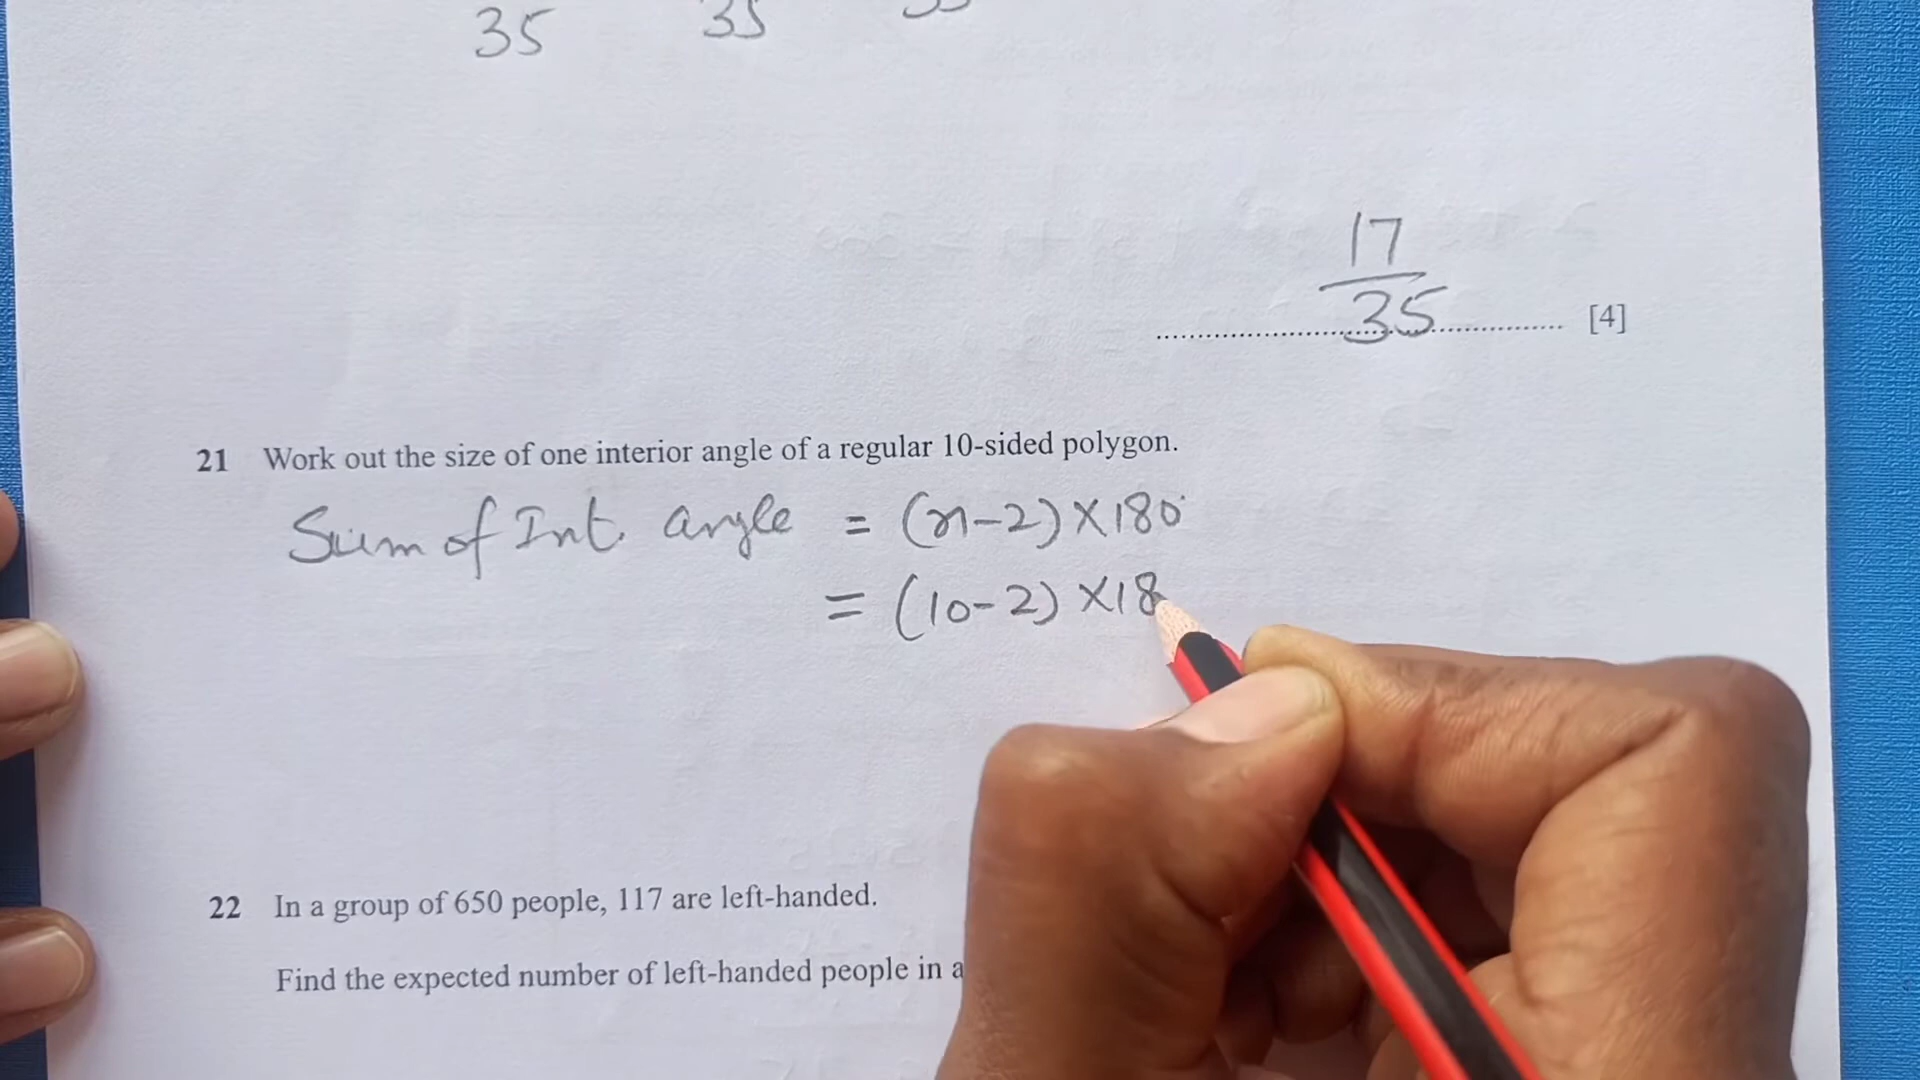 35 35
17
35
[4]
21 Work out the size of one interior angle of a regular 10-sided polygon.
Sum of Int. angle = (n-2)×180°
= (10-2) ×18
22 In a group of 650 people, 117 are left-handed.
Find the expected number of left-handed people in a